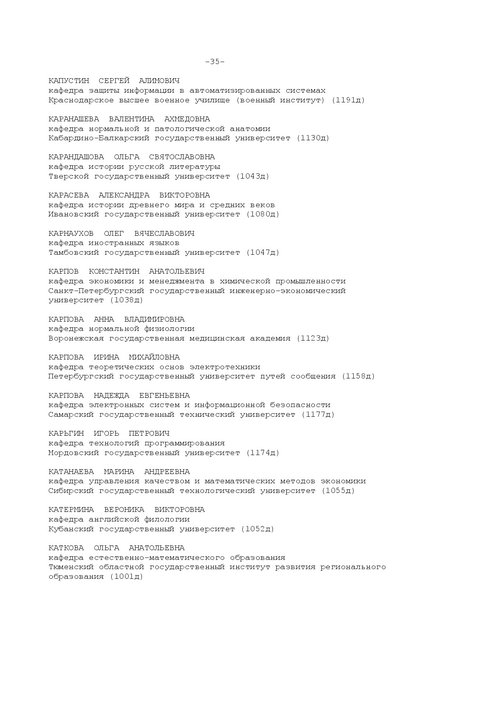 -35-
КАПУСТИН СЕРГЕЙ АЛИМОВИЧ
кафедра защиты информации в автоматизированных системах
Краснодарское высшее военное училище (военный институт) (1191д)
КАРАНАШЕВА ВАЛЕНТИНА АХМЕДОВНА
кафедра нормальной и патологической анатомии
Кабардино-Балкарский государственный университет (1130д)
КАРАНДАШОВА ОЛЬГА СВЯТОСЛАВОВНА
кафедра истории русской литературы
Тверской государственный университет (1043д)
КАРАСЕВА АЛЕКСАНДРА ВИКТОРОВНА
кафедра истории древнего мира и средних веков
Ивановский государственный университет (1080д)
КАРНАУХОВ ОЛЕГ ВЯЧЕСЛАВОВИЧ
кафедра иностранных языков
Тамбовский государственный университет (1047д)
КАРПОВ КОНСТАНТИН АНАТОЛЬЕВИЧ
кафедра экономики и менеджмента в химической промышленности
Санкт-Петербургский государственный инженерно-экономический
университет (1038д)
КАРПОВА АННА ВЛАДИМИРОВНА
кафедра нормальной физиологии
Воронежская государственная медицинская академия (1123д)
КАРПОВА ИРИНА МИХАЙЛОВНА
кафедра теоретических основ электротехники
Петербургский государственный университет путей сообщения (1158д)
КАРПОВА НАДЕЖДА ЕВГЕНЬЕВНА
кафедра электронных систем и информационной безопасности
Самарский государственный технический университет (1177д)
КАРЬГИН ИГОРЬ ПЕТРОВИЧ
кафедра технологий программирования
Мордовский государственный университет (1174д)
КАТАНАЕВА МАРИНА АНДРЕЕВНА
кафедра управления качеством и математических методов экономики
Сибирский государственный технологический университет (1055д)
КАТЕРМИНА ВЕРОНИКА ВИКТОРОВНА
кафедра английской филологии
Кубанский государственный университет (1052д)
КАТКОВА ОЛЬГА АНАТОЛЬЕВНА
кафедра естественно-математического образования
Тюменский областной государственный институт развития регионального
образования (1001д)